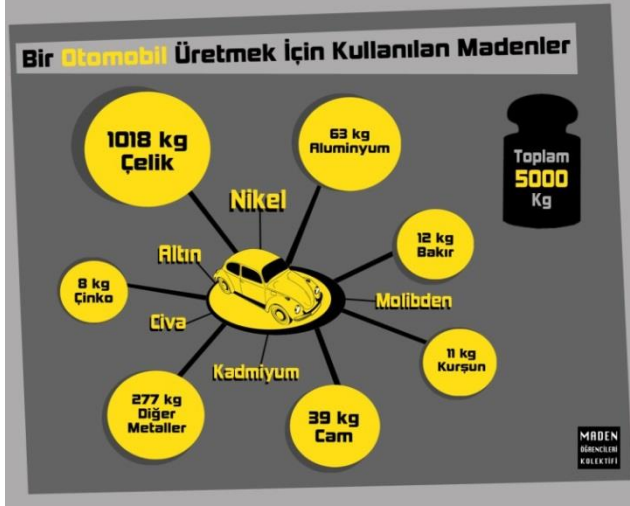 Bir Otomobil Üretmek İçin Kullanılan Madenler
1018 kg
Çelik
63 kg
Aluminyum
Toplam
5000
Kg
Nikel
Altın
12 kg
Bakır
8 kg
Çinko
Molibden
Civa
Kadmiyum
11 kg
Kurşun
277 kg
Diğer
Metaller
39 kg
Cam
MADEN
ÖĞRENCİLERİ
KOLEKTİFİ